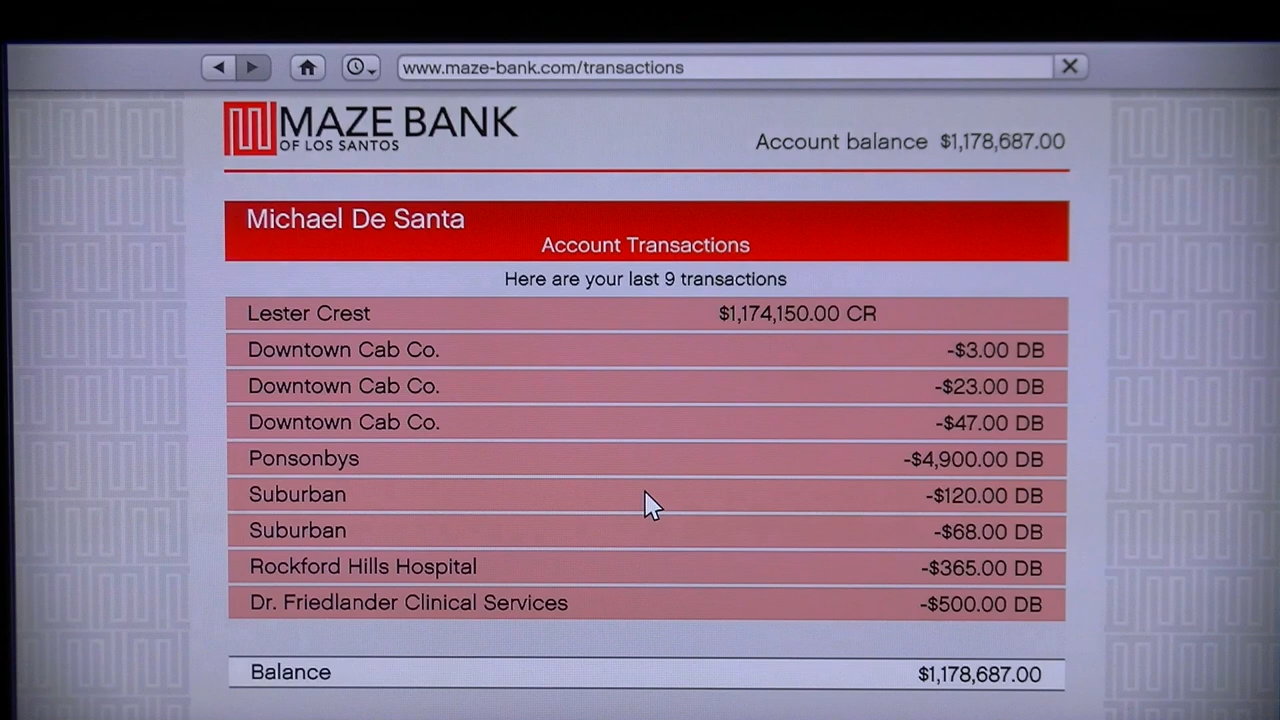 www.maze-bank.com/transactions
MAZE BANK
OF LOS SANTOS
Account balance $1,178,687.00
Michael De Santa
Account Transactions
Here are your last 9 transactions
Lester Crest $1,174,150.00 CR
Downtown Cab Co. -$3.00 DB
Downtown Cab Co. -$23.00 DB
Downtown Cab Co. -$47.00 DB
Ponsonbys -$4,900.00 DB
Suburban -$120.00 DB
Suburban -$68.00 DB
Rockford Hills Hospital -$365.00 DB
Dr. Friedlander Clinical Services -$500.00 DB
Balance $1,178,687.00